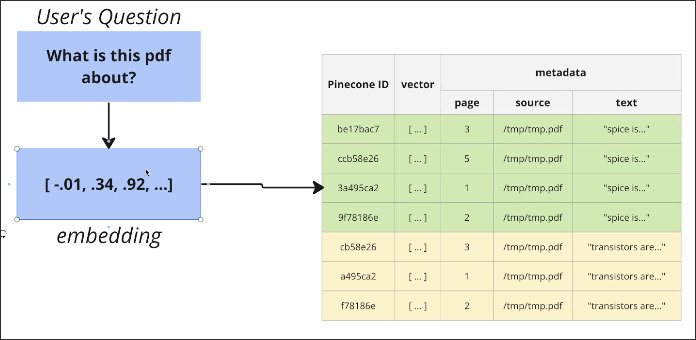 User's Question
What is this pdf
about?
[ -.01, .34, .92, ...]
embedding
Pinecone ID vector metadata
page source text
be17bac7 [ ... ] 3 /tmp/tmp.pdf "spice is..."
ccb58e26 [ ... ] 5 /tmp/tmp.pdf "spice is..."
3a495ca2 [ ... ] 1 /tmp/tmp.pdf "spice is..."
9f78186e [ ... ] 2 /tmp/tmp.pdf "spice is..."
cb58e26 [ ... ] 3 /tmp/tmp.pdf "transistors are..."
a495ca2 [ ... ] 1 /tmp/tmp.pdf "transistors are..."
f78186e [ ... ] 2 /tmp/tmp.pdf "transistors are..."